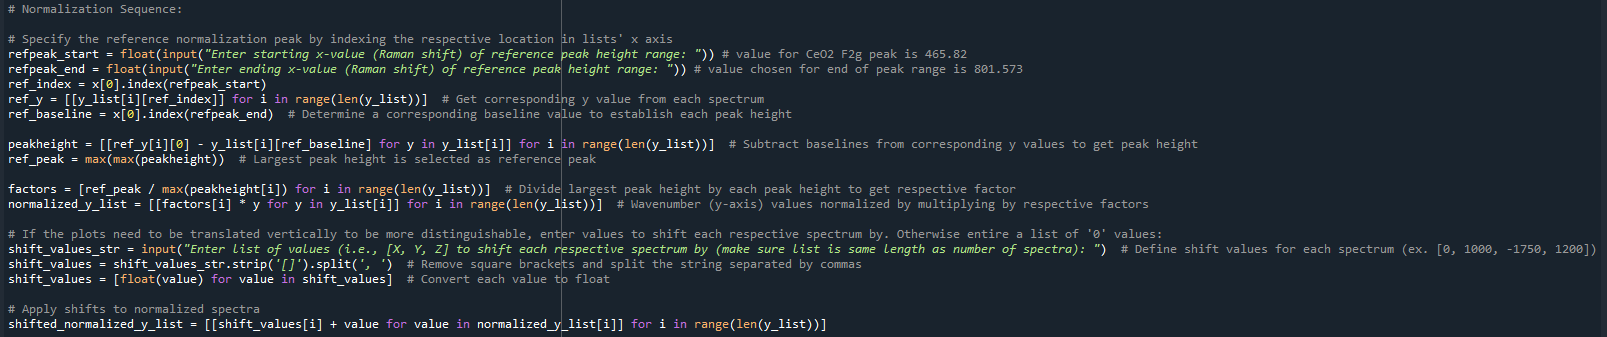 # Normalization Sequence:
# Specify the reference normalization peak by indexing the respective location in lists' x axis
refpeak_start = float(input("Enter starting x-value (Raman shift) of reference peak height range: ")) # value for CeO2 F2g peak is 465.82
refpeak_end = float(input("Enter ending x-value (Raman shift) of reference peak height range: ")) # value chosen for end of peak range is 801.573
ref_index = x[0].index(refpeak_start)
ref_y = [[y_list[i][ref_index]] for i in range(len(y_list))]  # Get corresponding y value from each spectrum
ref_baseline = x[0].index(refpeak_end)  # Determine a corresponding baseline value to establish each peak height
peakheight = [[ref_y[i][0] - y_list[i][ref_baseline] for y in y_list[i]] for i in range(len(y_list))]  # Subtract baselines from corresponding y values to get peak height
ref_peak = max(max(peakheight))  # Largest peak height is selected as reference peak
factors = [ref_peak / max(peakheight[i]) for i in range(len(y_list))]  # Divide largest peak height by each peak height to get respective factor
normalized_y_list = [[factors[i] * y for y in y_list[i]] for i in range(len(y_list))]  # Wavenumber (y-axis) values normalized by multiplying by respective factors
# If the plots need to be translated vertically to be more distinguishable, enter values to shift each respective spectrum by. Otherwise entire a list of '0' values:
shift_values_str = input("Enter list of values (i.e., [X, Y, Z] to shift each respective spectrum by (make sure list is same length as number of spectra): ")  # Define shift values for each spectrum (ex. [0, 1000, -1750, 1200])
shift_values = shift_values_str.strip('[]').split(', ')  # Remove square brackets and split the string separated by commas
shift_values = [float(value) for value in shift_values]  # Convert each value to float
# Apply shifts to normalized spectra
shifted_normalized_y_list = [[shift_values[i] + value for value in normalized_y_list[i]] for i in range(len(y_list))]